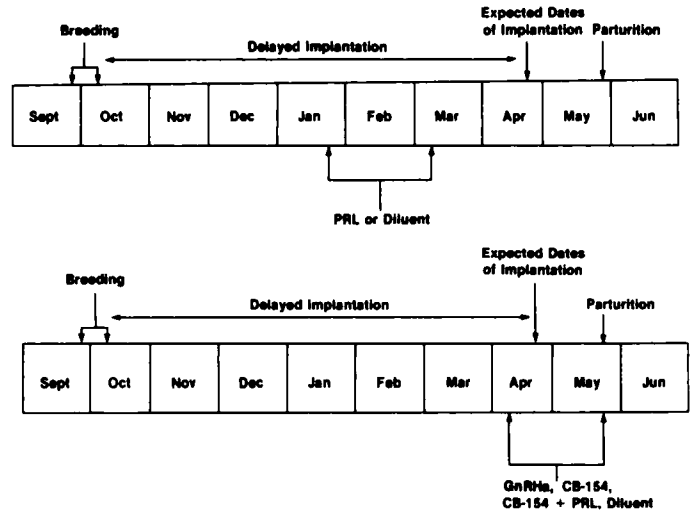 Expected Dates
of Implantation
Parturition
Breeding
Delayed Implantation
Sept Oct Nov Dec Jan Feb Mar Apr May Jun
PRL or Diluent
Expected Dates
of Implantation
Breeding
Delayed Implantation
Parturition
Sept Oct Nov Dec Jan Feb Mar Apr May Jun
GnRHa, CB-154,
CB-154 + PRL, Diluent